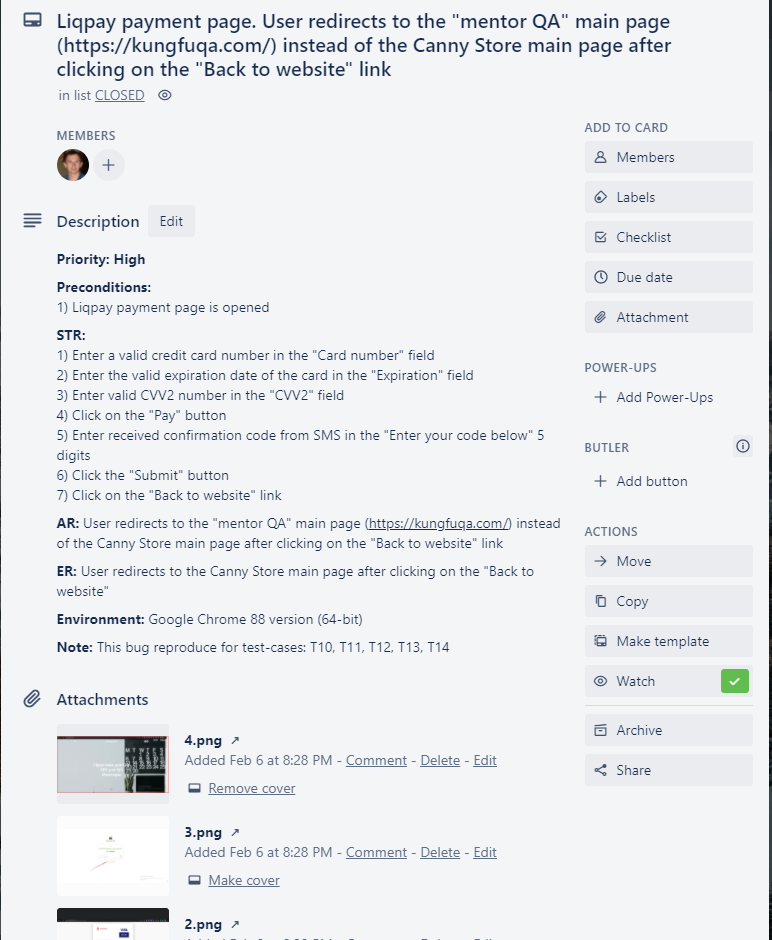 Liqpay payment page. User redirects to the "mentor QA" main page
(https://kungfuqa.com/) instead of the Canny Store main page after
clicking on the "Back to website" link
in list CLOSED
MEMBERS
Description
Edit
Priority: High
Preconditions:
1) Liqpay payment page is opened
STR:
1) Enter a valid credit card number in the "Card number" field
2) Enter the valid expiration date of the card in the "Expiration" field
3) Enter valid CVV2 number in the "CVV2" field
4) Click on the "Pay" button
5) Enter received confirmation code from SMS in the "Enter your code below" 5
digits
6) Click the "Submit" button
7) Click on the "Back to website" link
AR: User redirects to the "mentor QA" main page (https://kungfuqa.com/) instead
of the Canny Store main page after clicking on the "Back to website" link
ER: User redirects to the Canny Store main page after clicking on the "Back to
website"
Environment: Google Chrome 88 version (64-bit)
Note: This bug reproduce for test-cases: T10, T11, T12, T13, T14
Attachments
4.png ↗
Added Feb 6 at 8:28 PM - Comment - Delete - Edit
Remove cover
3.png ↗
Added Feb 6 at 8:28 PM - Comment - Delete - Edit
Make cover
2.png ↗
Added Feb 6 at 8:28 PM - Comment - Delete - Edit
ADD TO CARD
Members
Labels
Checklist
Due date
Attachment
POWER-UPS
+ Add Power-Ups
BUTLER
+ Add button
ACTIONS
Move
Copy
Make template
Watch
Archive
Share